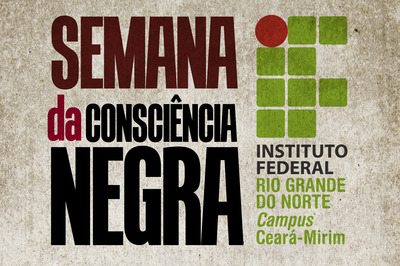 SEMANA
da CONSCIÊNCIA
NEGRA
INSTITUTO
FEDERAL
RIO GRANDE
DO NORTE
Campus
Ceará-Mirim